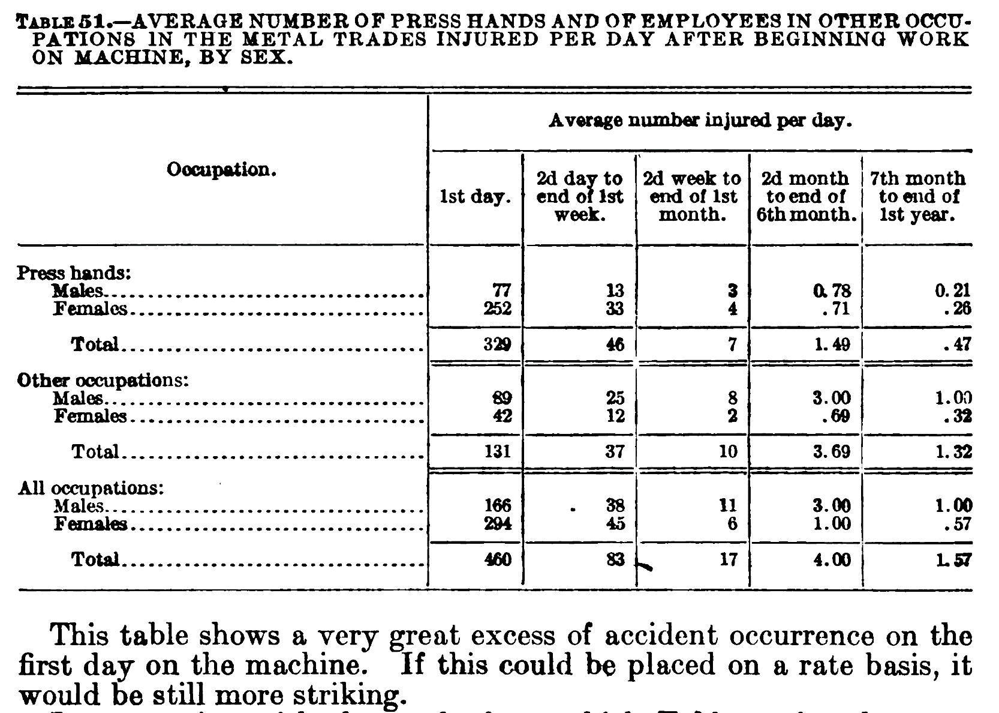 TABLE 51.—AVERAGE NUMBER OF PRESS HANDS AND OF EMPLOYEES IN OTHER OCCU-
PATIONS IN THE METAL TRADES INJURED PER DAY AFTER BEGINNING WORK
ON MACHINE, BY SEX.
Occupation.
Average number injured per day.
1st day.
2d day to
end of 1st
week.
2d week to
end of 1st
month.
2d month
to end of
6th month.
7th month
to end of
1st year.
Press hands:
Males 77 13 3 0.78 0.21
Females 252 33 4 .71 .26
Total 329 46 7 1.49 .47
Other occupations:
Males 89 25 8 3.00 1.00
Females 42 12 2 .69 .32
Total 131 37 10 3.69 1.32
All occupations:
Males 166 38 11 3.00 1.00
Females 294 45 6 1.00 .57
Total 460 83 17 4.00 1.57
This table shows a very great excess of accident occurrence on the
first day on the machine. If this could be placed on a rate basis, it
would be still more striking.